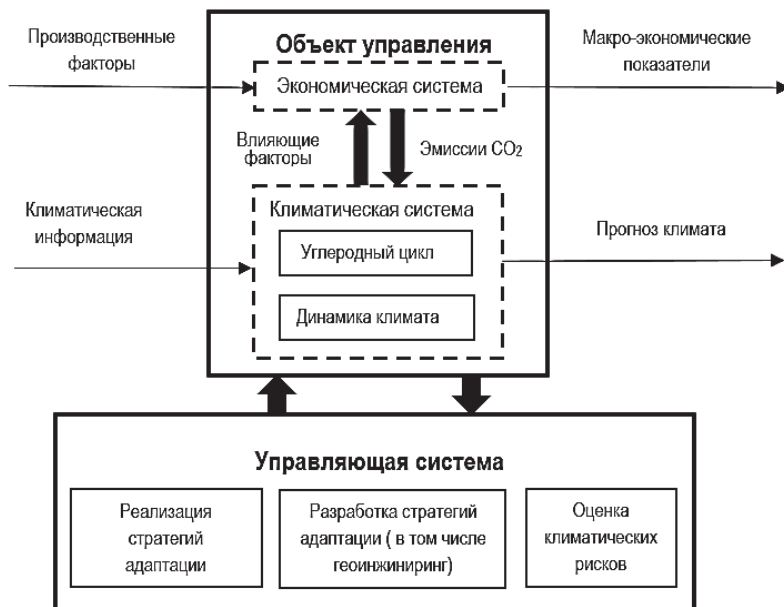 Производственные
факторы
Объект управления
Макро-экономические
показатели
Экономическая система
Влияющие
факторы
Эмиссии CO₂
Климатическая
информация
Климатическая система
Углеродный цикл
Прогноз климата
Динамика климата
Управляющая система
Реализация
стратегий
адаптации
Разработка стратегий
адаптации ( в том числе
геоинжиниринг)
Оценка
климатических
рисков